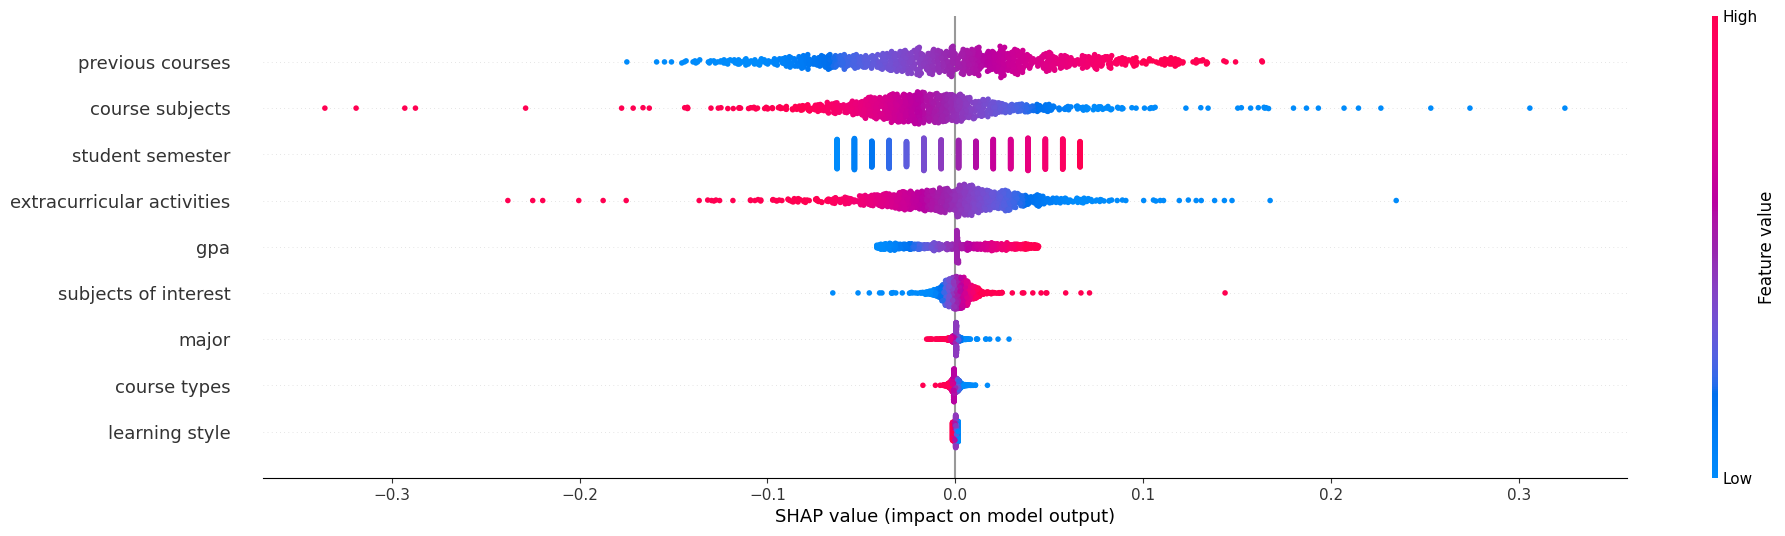 High
previous courses
course subjects
student semester
extracurricular activities
gpa
subjects of interest
major
course types
learning style
Feature value
Low
−0.3 −0.2 −0.1 0.0 0.1 0.2 0.3
SHAP value (impact on model output)